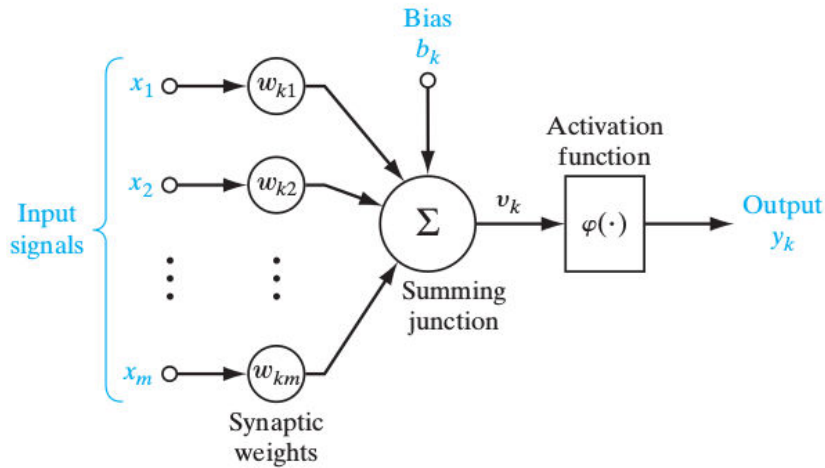 Bias
b_k
x_1
w_k1
Activation
function
x_2
w_k2
Input
signals
Σ
v_k
φ(·)
Output
y_k
Summing
junction
x_m
w_km
Synaptic
weights